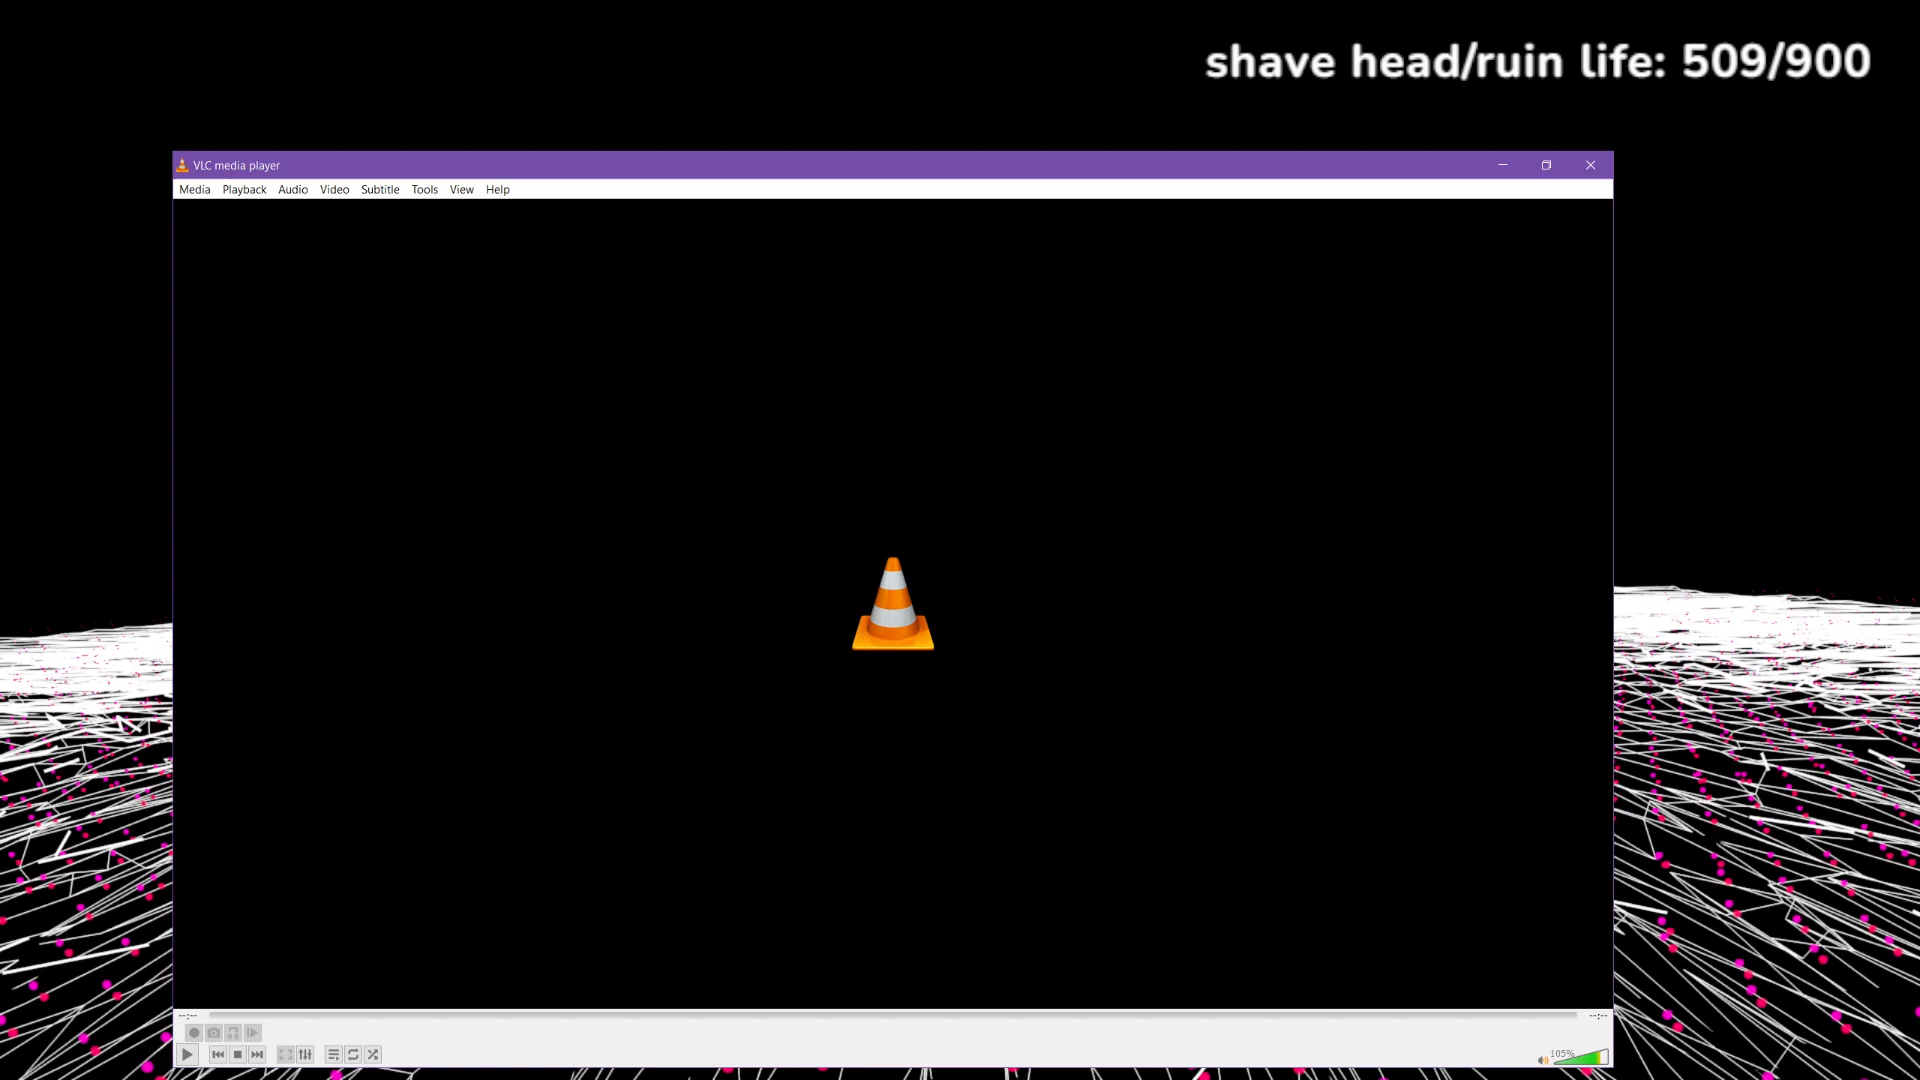 shave head/ruin life: 509/900
VLC media player
Media Playback Audio Video Subtitle Tools View Help
--:-- --:--
105%